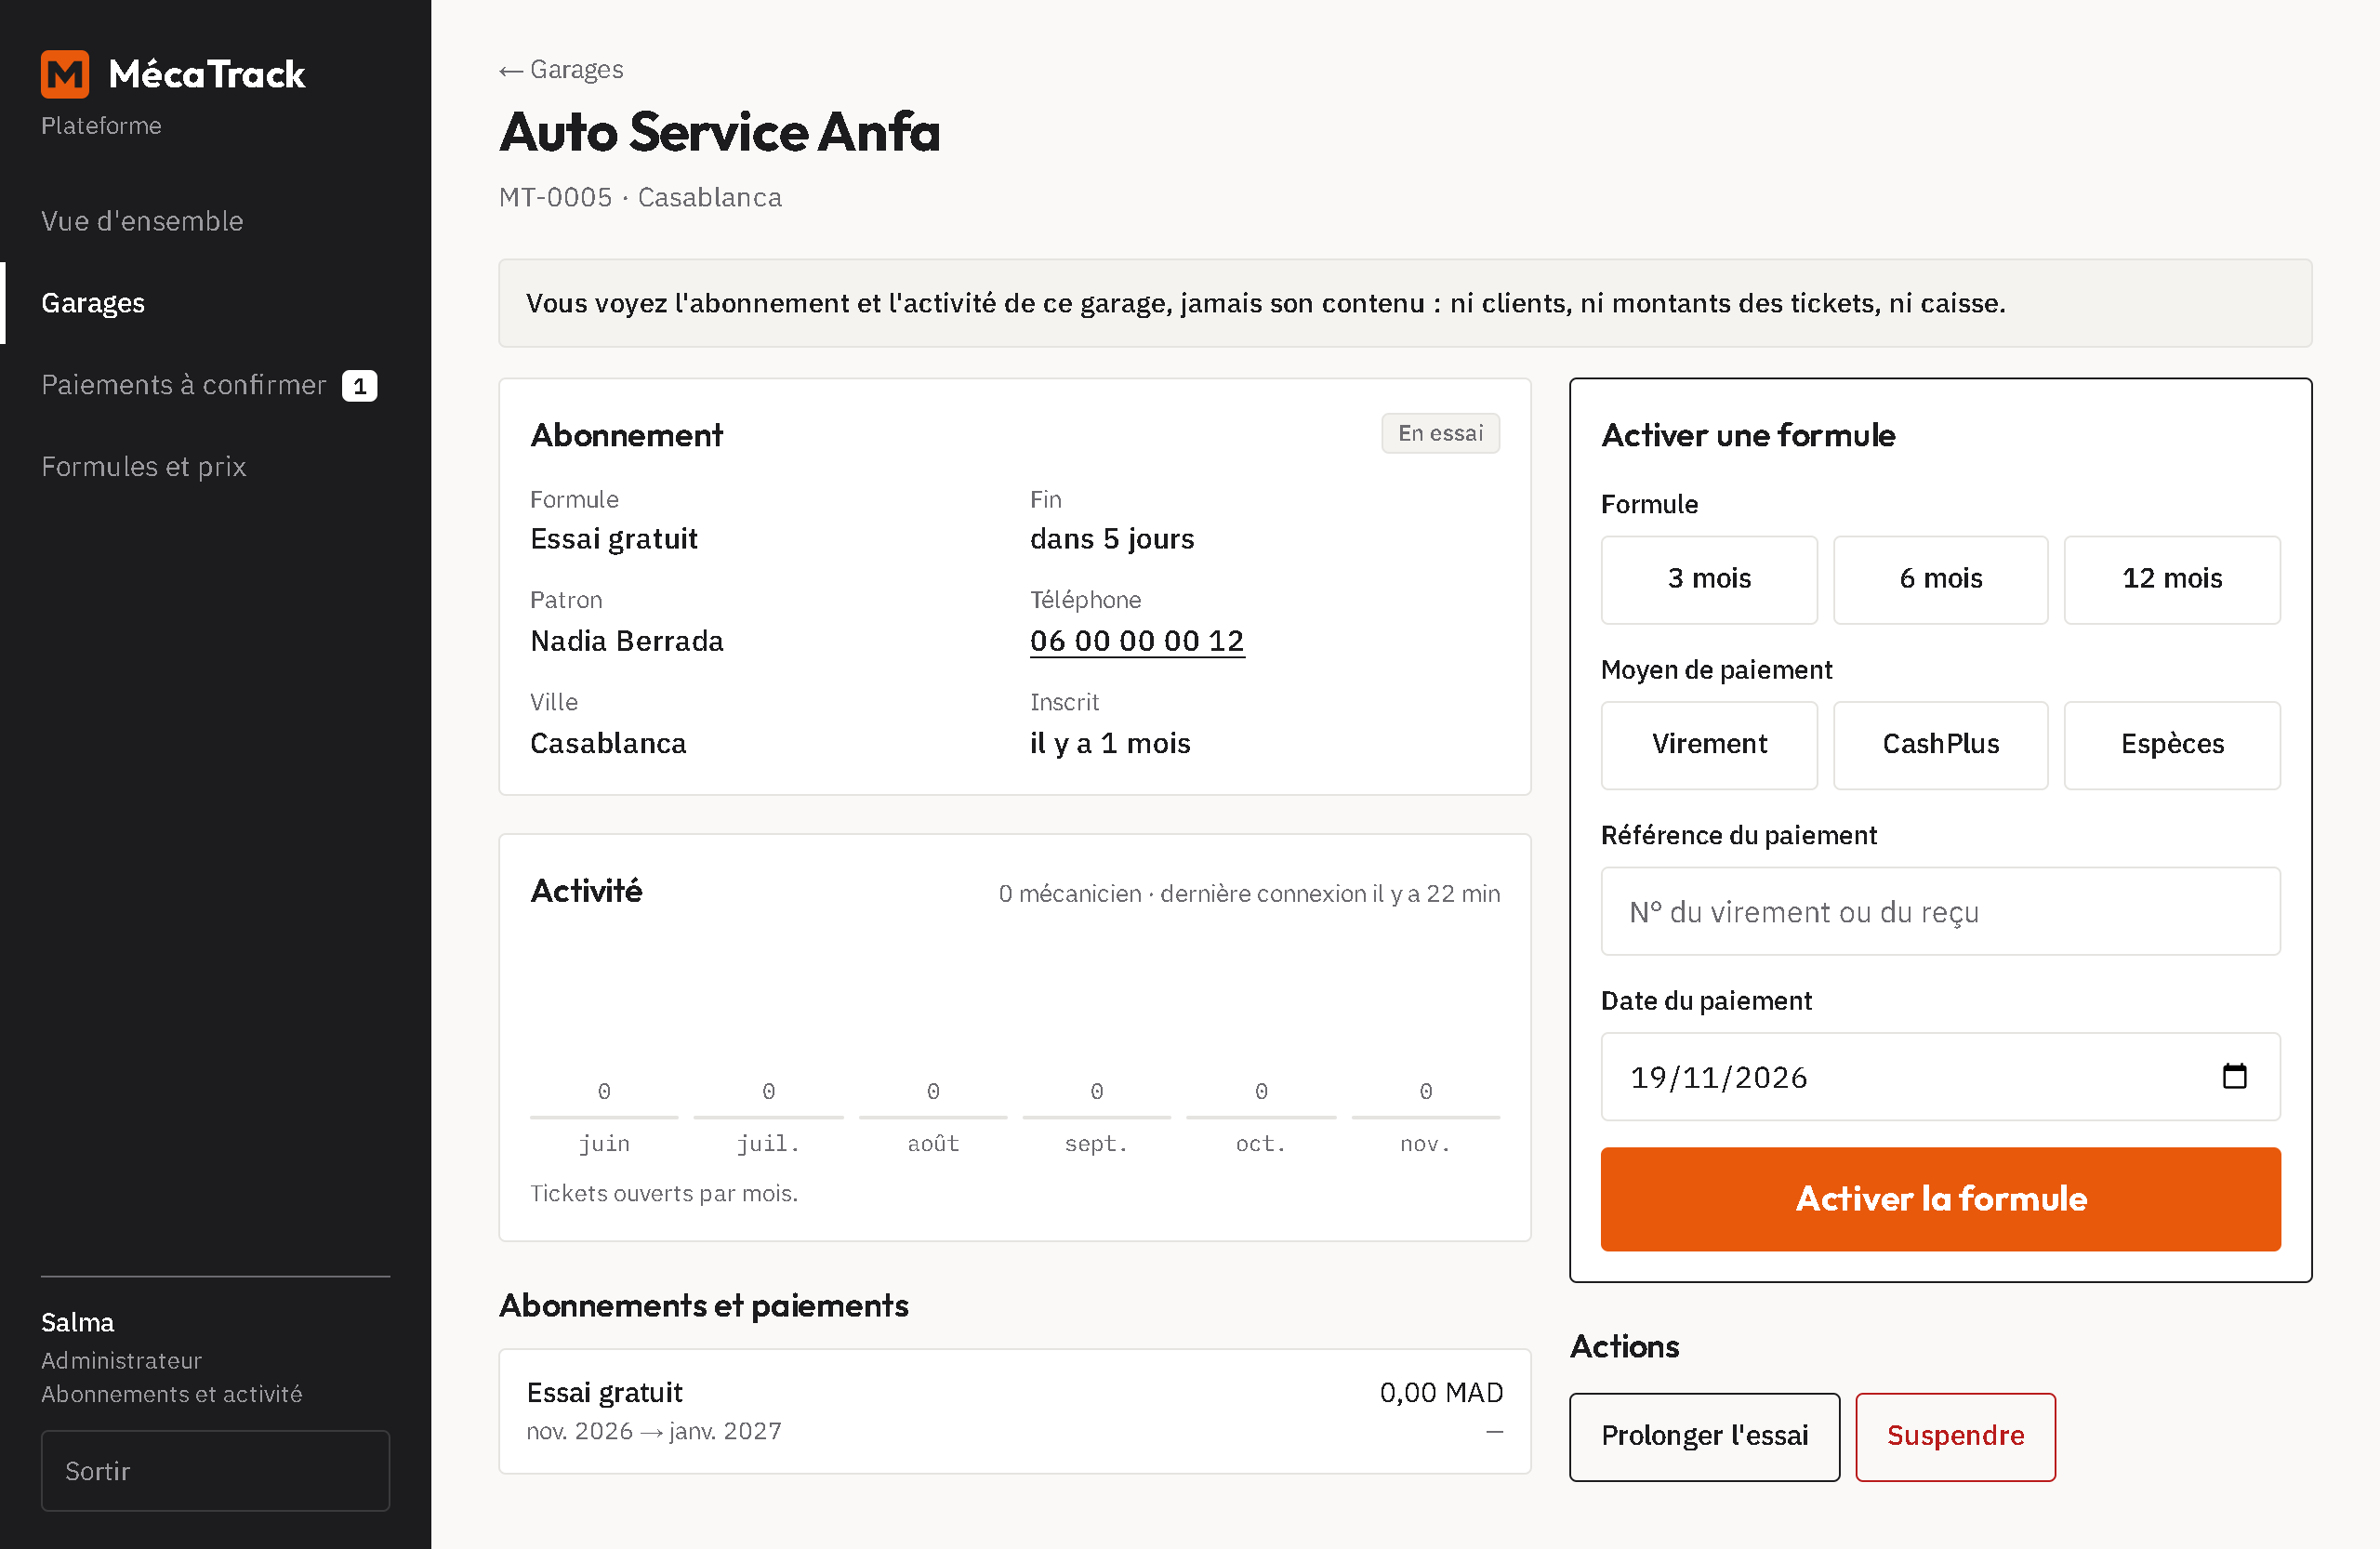 M MécaTrack
Plateforme
Vue d'ensemble
Garages
Paiements à confirmer 1
Formules et prix
Salma
Administrateur
Abonnements et activité
Sortir
← Garages
Auto Service Anfa
MT-0005 · Casablanca
Vous voyez l'abonnement et l'activité de ce garage, jamais son contenu : ni clients, ni montants des tickets, ni caisse.
Abonnement En essai
Formule Fin
Essai gratuit dans 5 jours
Patron Téléphone
Nadia Berrada 06 00 00 00 12
Ville Inscrit
Casablanca il y a 1 mois
Activité 0 mécanicien · dernière connexion il y a 22 min
0 0 0 0 0 0
juin juil. août sept. oct. nov.
Tickets ouverts par mois.
Abonnements et paiements
Essai gratuit 0,00 MAD
nov. 2026 → janv. 2027 —
Activer une formule
Formule
3 mois 6 mois 12 mois
Moyen de paiement
Virement CashPlus Espèces
Référence du paiement
N° du virement ou du reçu
Date du paiement
19/11/2026
Activer la formule
Actions
Prolonger l'essai Suspendre